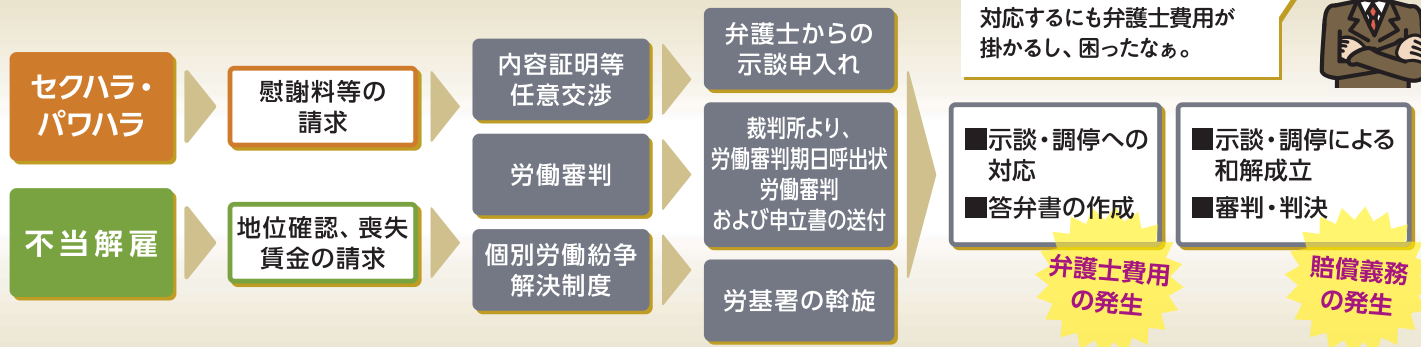 対応するにも弁護士費用が
掛かるし、困ったなぁ。
セクハラ・
パワハラ
慰謝料等の
請求
不当解雇
地位確認、喪失
賃金の請求
内容証明等
任意交渉
労働審判
個別労働紛争
解決制度
弁護士からの
示談申入れ
裁判所より、
労働審判期日呼出状
労働審判
および申立書の送付
労基署の斡旋
■示談・調停への
対応
■答弁書の作成
弁護士費用
の発生
■示談・調停による
和解成立
■審判・判決
賠償義務
の発生